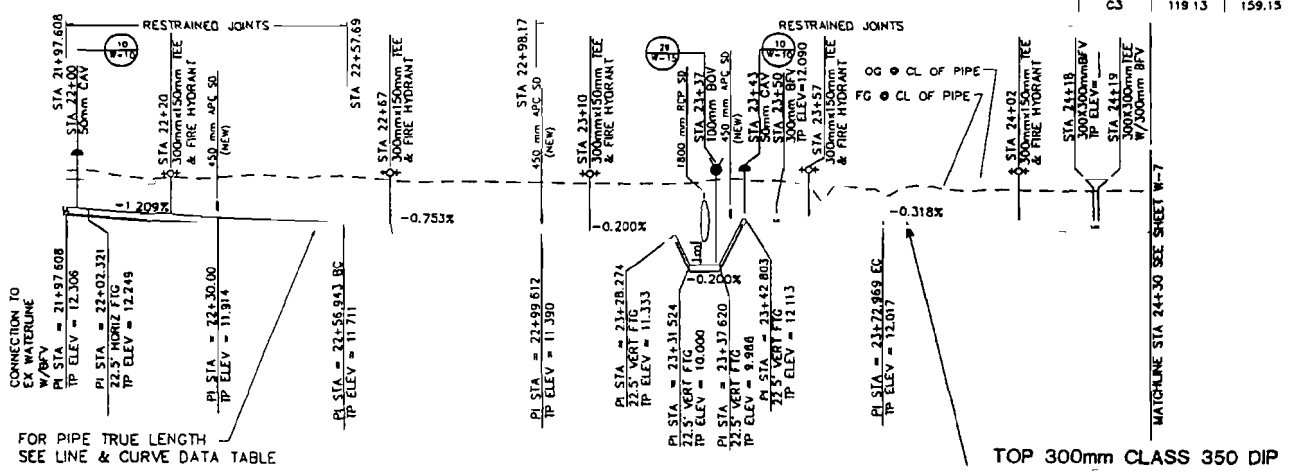 C3 119 13 159.15
RESTRAINED JOINTS
RESTRAINED JOINTS
STA 21+97.608
10
W-10
STA 22+00
50mm CAV
STA 22+20
300mmx150mm TEE
& FIRE HYDRANT
450 mm APC SD
(NEW)
STA 22+57.69
STA 22+67
300mmx150mm TEE
& FIRE HYDRANT
STA 22+98.17
450 mm APC SD
(NEW)
STA 23+10
300mmx150mm TEE
& FIRE HYDRANT
1800 mm RCP SD
STA 23+37
100mm BOV
450 mm APC SD
(NEW)
10
W-10
STA 23+43
50mm CAV
STA 23+50
300mm BFV
TP ELEV=12.090
STA 23+57
300mmx150mm TEE
& FIRE HYDRANT
OG @ CL OF PIPE
FG @ CL OF PIPE
STA 24+02
300mmx150mm TEE
& FIRE HYDRANT
STA 24+18
300X300mmBFV
TP ELEV=
STA 24+19
300X300mmTEE
W/300mm BFV
MATCHLINE STA 24+30 SEE SHEET W-7
-1.209%
-0.753%
-0.200%
-0.200%
-0.318%
1m
CONNECTION TO
EX WATERLINE
W/BFV
PI STA = 21+97.608
TP ELEV = 12.306
PI STA = 22+02.321
22.5° HORIZ FTG
TP ELEV = 12.249
PI STA = 22+30.00
TP ELEV = 11.914
PI STA = 22+56.943 BC
TP ELEV = 11.711
PI STA = 22+99.612
TP ELEV = 11.390
PI STA = 23+28.274
22.5° VERT FTG
TP ELEV = 11.333
PI STA = 23+31.524
22.5° VERT FTG
TP ELEV = 10.000
PI STA = 23+37.620
22.5° VERT FTG
TP ELEV = 9.988
PI STA = 23+42.803
22.5° VERT FTG
TP ELEV = 12.113
PI STA = 23+72.969 EC
TP ELEV = 12.017
FOR PIPE TRUE LENGTH
SEE LINE & CURVE DATA TABLE
TOP 300mm CLASS 350 DIP